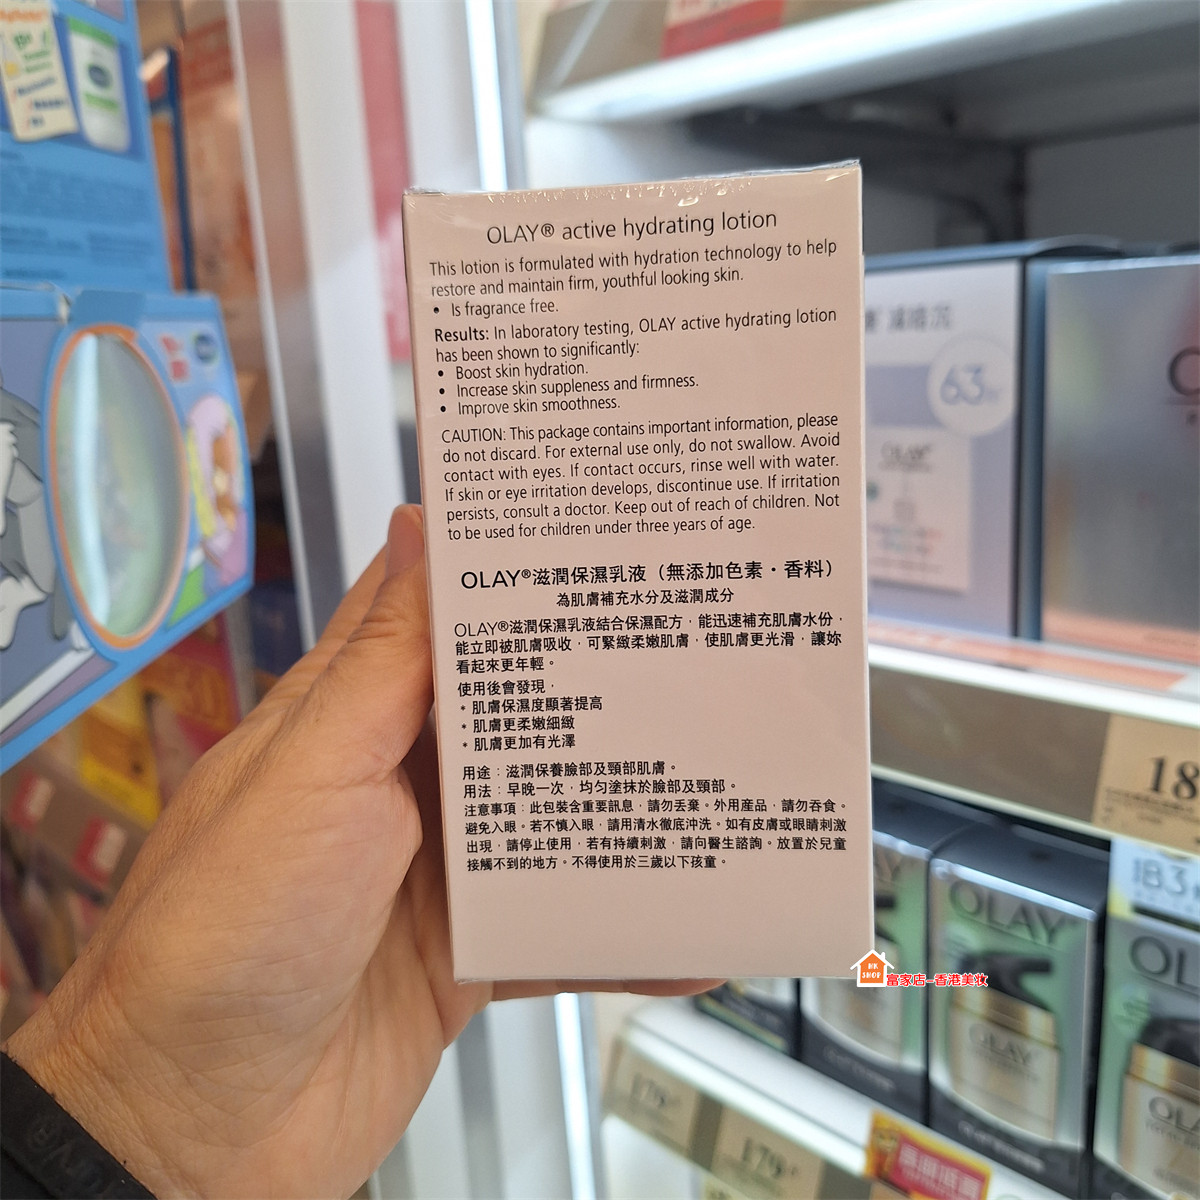 OLAY® active hydrating lotion
This lotion is formulated with hydration technology to help
restore and maintain firm, youthful looking skin.
• Is fragrance free.
Results: In laboratory testing, OLAY active hydrating lotion
has been shown to significantly:
• Boost skin hydration.
• Increase skin suppleness and firmness.
• Improve skin smoothness.
CAUTION: This package contains important information, please
do not discard. For external use only, do not swallow. Avoid
contact with eyes. If contact occurs, rinse well with water.
If skin or eye irritation develops, discontinue use. If irritation
persists, consult a doctor. Keep out of reach of children. Not
to be used for children under three years of age.
OLAY®滋潤保濕乳液（無添加色素·香料）
為肌膚補充水分及滋潤成分
OLAY®滋潤保濕乳液結合保濕配方，能迅速補充肌膚水份，
能立即被肌膚吸收，可緊緻柔嫩肌膚，使肌膚更光滑，讓妳
看起來更年輕。
使用後會發現，
* 肌膚保濕度顯著提高
* 肌膚更柔嫩細緻
* 肌膚更加有光澤
用途：滋潤保養臉部及頸部肌膚。
用法：早晚一次，均勻塗抹於臉部及頸部。
注意事項：此包裝含重要訊息，請勿丟棄。外用產品，請勿吞食。
避免入眼。若不慎入眼，請用清水徹底沖洗。如有皮膚或眼睛刺激
出現，請停止使用，若有持續刺激，請向醫生諮詢。放置於兒童
接觸不到的地方。不得使用於三歲以下孩童。
HK
SHOP
富家店--香港美妆
63
OLAY
18
1B3
OLAY
OLAY
179
179